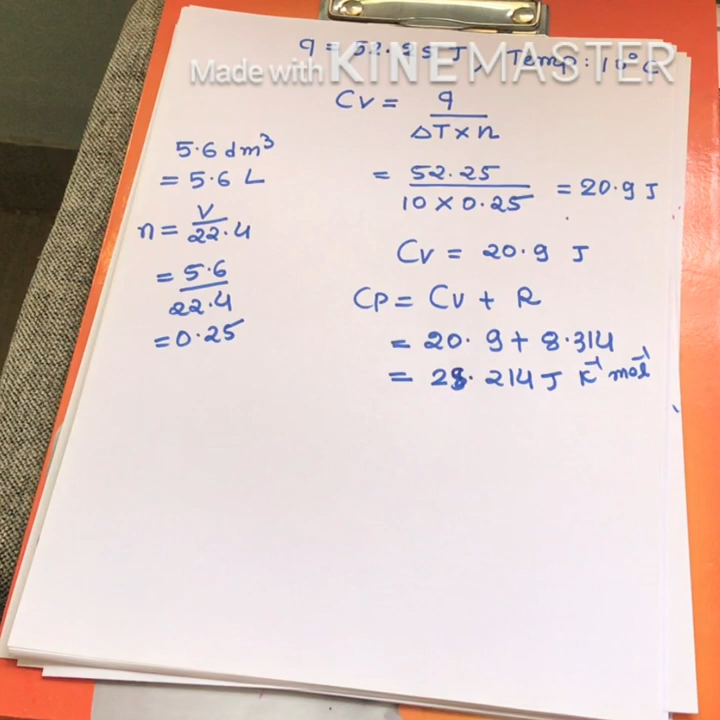 q = 52.25 J , Temp : 10°C
Made with KINEMASTER
Cv = q / ΔT × n
5.6 dm³
= 5.6 L
= 52.25 / 10 × 0.25 = 20.9 J
n = V / 22.4
Cv = 20.9 J
= 5.6 / 22.4
Cp = Cv + R
= 0.25
= 20.9 + 8.314
= 28.214 J K⁻¹ mol⁻¹